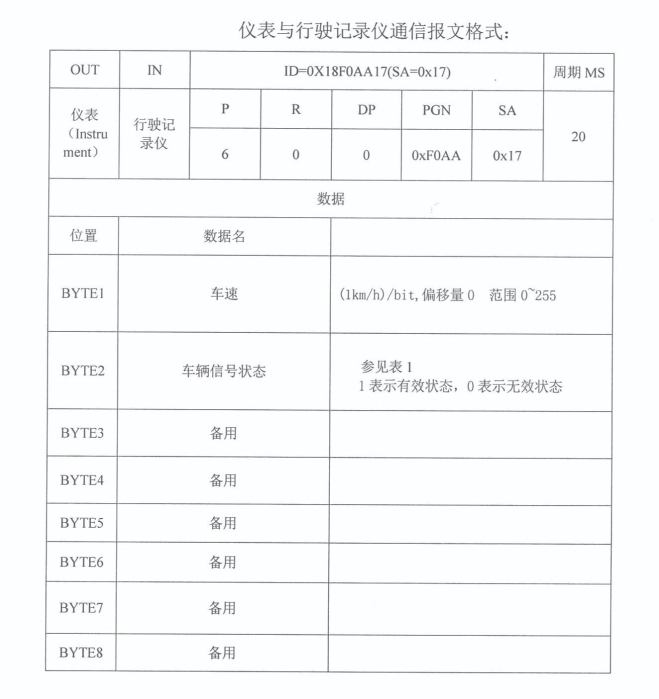 仪表与行驶记录仪通信报文格式:
OUT IN ID=0X18F0AA17(SA=0x17) 周期 MS
仪表
（Instru
ment）
行驶记
录仪
P R DP PGN SA
6 0 0 0xF0AA 0x17
20
数据
位置 数据名
BYTE1 车速 (1km/h)/bit,偏移量 0 范围 0~255
BYTE2 车辆信号状态 参见表 1
1 表示有效状态，0 表示无效状态
BYTE3 备用
BYTE4 备用
BYTE5 备用
BYTE6 备用
BYTE7 备用
BYTE8 备用